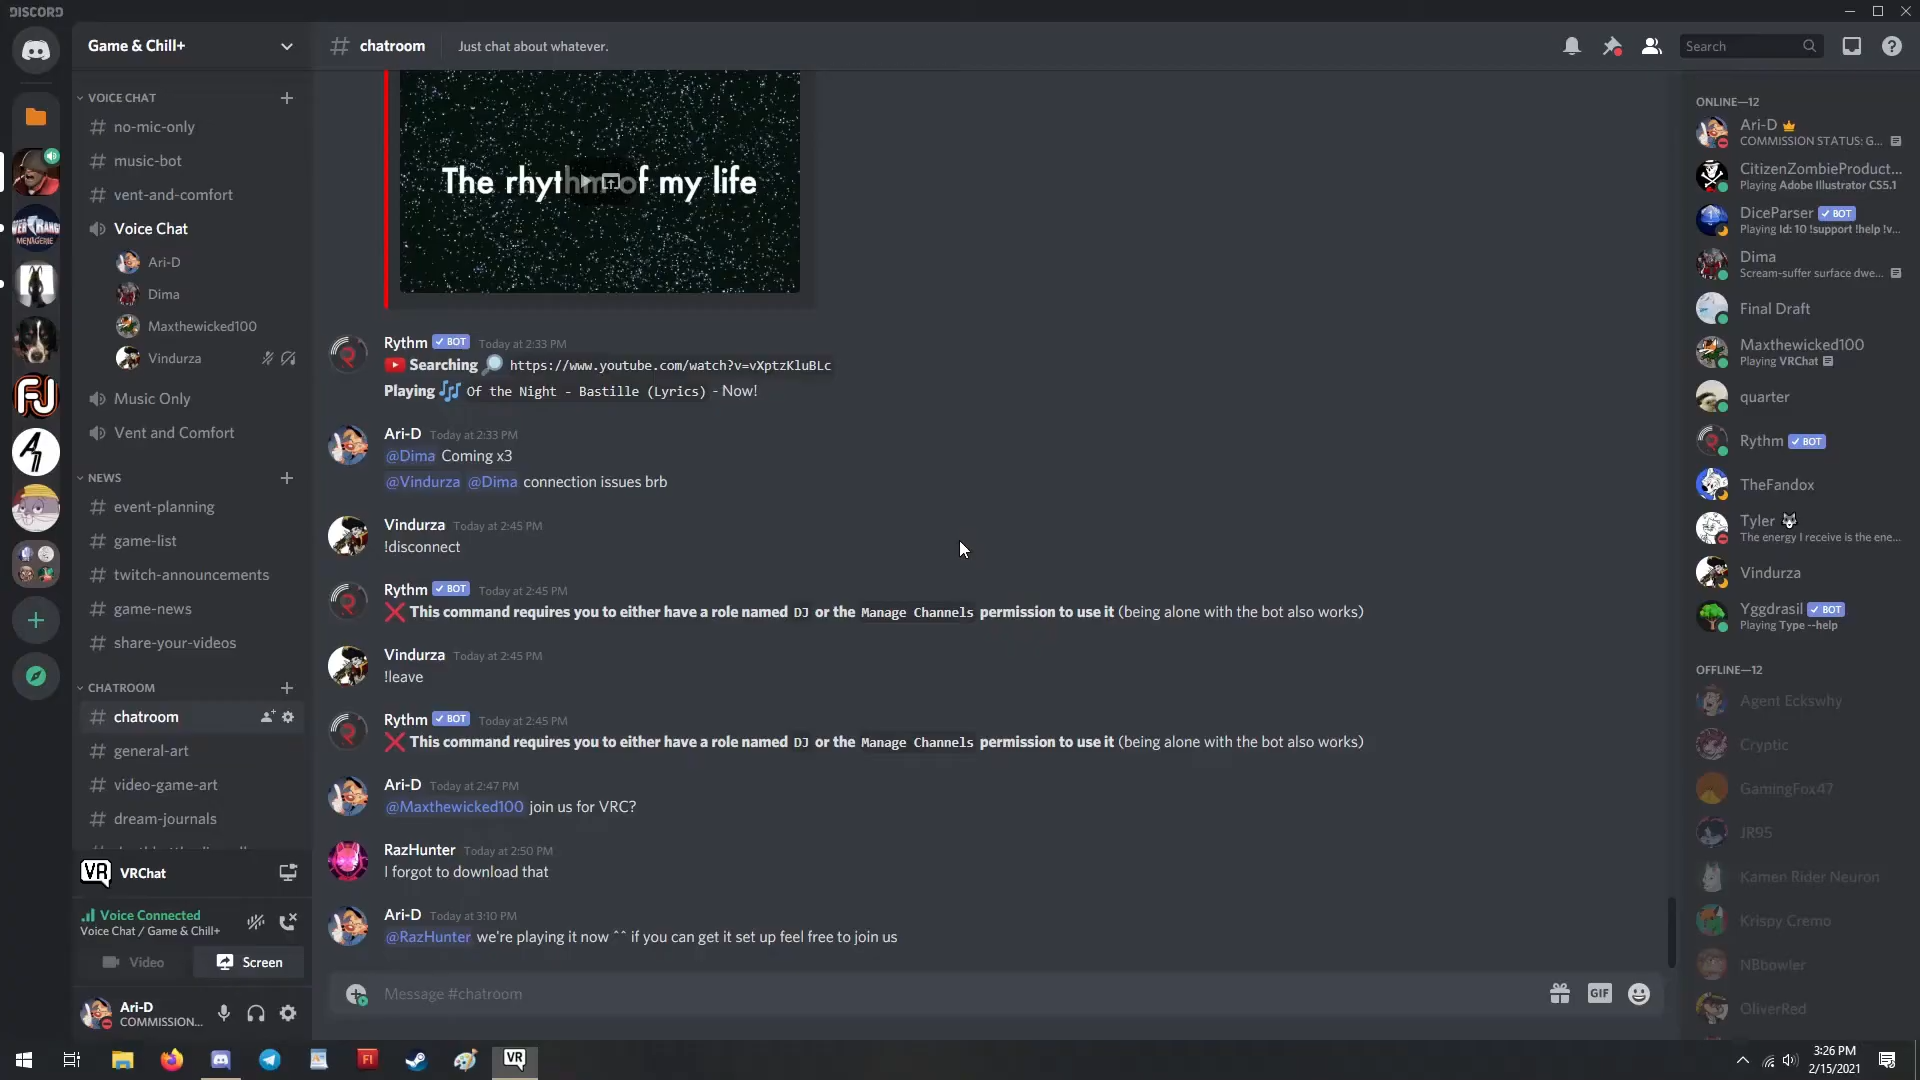 DISCORD
Game & Chill+
# chatroom
Just chat about whatever.
Search
VOICE CHAT
# no-mic-only
# music-bot
# vent-and-comfort
Voice Chat
Ari-D
Dima
Maxthewicked100
Vindurza
Music Only
Vent and Comfort
NEWS
# event-planning
# game-list
# twitch-announcements
# game-news
# share-your-videos
CHATROOM
# chatroom
# general-art
# video-game-art
# dream-journals
VR VRChat
Voice Connected
Voice Chat / Game & Chill+
Video
Screen
Ari-D
COMMISSION...
The rhythm of my life
Rythm BOT Today at 2:33 PM
Searching https://www.youtube.com/watch?v=vXptzKluBLc
Playing Of the Night - Bastille (Lyrics) - Now!
Ari-D Today at 2:33 PM
@Dima Coming x3
@Vindurza @Dima connection issues brb
Vindurza Today at 2:45 PM
!disconnect
Rythm BOT Today at 2:45 PM
❌ This command requires you to either have a role named DJ or the Manage Channels permission to use it (being alone with the bot also works)
Vindurza Today at 2:45 PM
!leave
Rythm BOT Today at 2:45 PM
❌ This command requires you to either have a role named DJ or the Manage Channels permission to use it (being alone with the bot also works)
Ari-D Today at 2:47 PM
@Maxthewicked100 join us for VRC?
RazHunter Today at 2:50 PM
I forgot to download that
Ari-D Today at 3:10 PM
@RazHunter we're playing it now ^^ if you can get it set up feel free to join us
Message #chatroom
GIF
ONLINE—12
Ari-D
COMMISSION STATUS: G...
CitizenZombieProduct...
Playing Adobe Illustrator CS5.1
DiceParser BOT
Playing Id: 10 !support !help !v...
Dima
Scream-suffer surface dwe...
Final Draft
Maxthewicked100
Playing VRChat
quarter
Rythm BOT
TheFandox
Tyler
The energy I receive is the ene...
Vindurza
Yggdrasil BOT
Playing Type --help
OFFLINE—12
Agent Eckswhy
Cryptic
GamingFox47
JR95
Kamen Rider Neuron
Krispy Cremo
NBbowler
OliverRed
FJ
Fl
VR
3:26 PM
2/15/2021